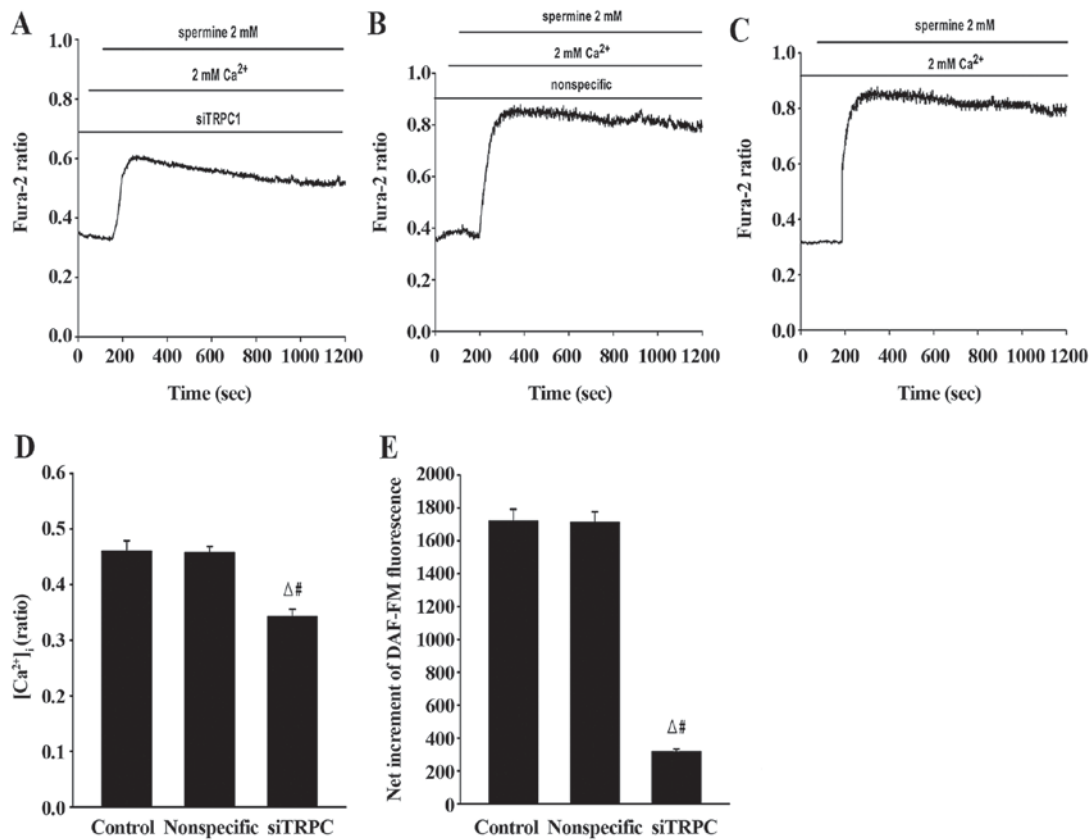 A
spermine 2 mM
2 mM Ca²⁺
siTRPC1
Fura-2 ratio
1.0
0.8
0.6
0.4
0.2
0.0
0 200 400 600 800 1000 1200
Time (sec)
B
spermine 2 mM
2 mM Ca²⁺
nonspecific
Fura-2 ratio
1.0
0.8
0.6
0.4
0.2
0.0
0 200 400 600 800 1000 1200
Time (sec)
C
spermine 2 mM
2 mM Ca²⁺
Fura-2 ratio
1.0
0.8
0.6
0.4
0.2
0.0
0 200 400 600 800 1000 1200
Time (sec)
D
[Ca²⁺]i (ratio)
0.6
0.5
0.4
0.3
0.2
0.1
0.0
Δ#
Control Nonspecific siTRPC
E
Net increment of DAF-FM fluorescence
2000
1800
1600
1400
1200
1000
800
600
400
200
0
Δ#
Control Nonspecific siTRPC